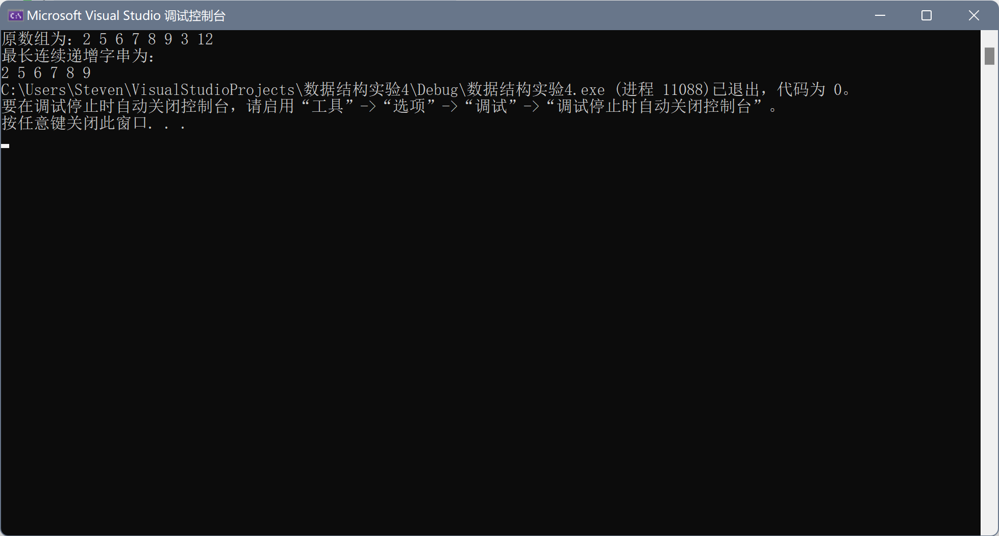 Microsoft Visual Studio 调试控制台
原数组为：2 5 6 7 8 9 3 12
最长连续递增字串为：
2 5 6 7 8 9
C:\Users\Steven\VisualStudioProjects\数据结构实验4\Debug\数据结构实验4.exe (进程 11088)已退出，代码为 0。
要在调试停止时自动关闭控制台，请启用“工具”->“选项”->“调试”->“调试停止时自动关闭控制台”。
按任意键关闭此窗口. . .